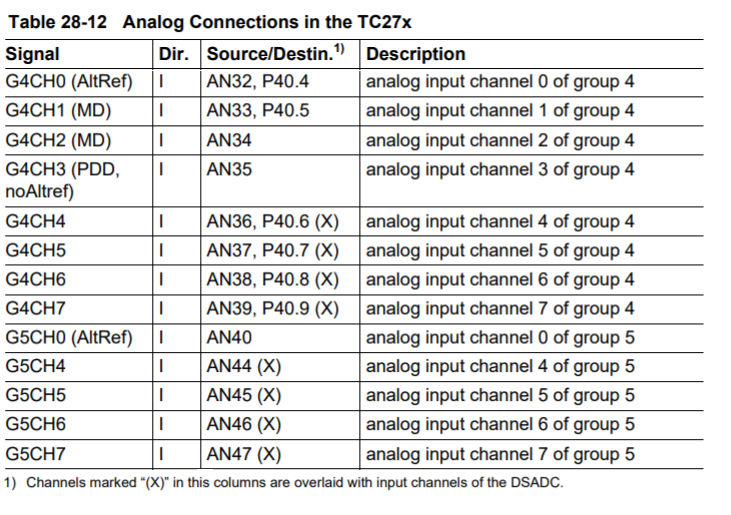 Table 28-12 Analog Connections in the TC27x
Signal Dir. Source/Destin.1) Description
G4CH0 (AltRef) I AN32, P40.4 analog input channel 0 of group 4
G4CH1 (MD) I AN33, P40.5 analog input channel 1 of group 4
G4CH2 (MD) I AN34 analog input channel 2 of group 4
G4CH3 (PDD, I AN35 analog input channel 3 of group 4
noAltref)
G4CH4 I AN36, P40.6 (X) analog input channel 4 of group 4
G4CH5 I AN37, P40.7 (X) analog input channel 5 of group 4
G4CH6 I AN38, P40.8 (X) analog input channel 6 of group 4
G4CH7 I AN39, P40.9 (X) analog input channel 7 of group 4
G5CH0 (AltRef) I AN40 analog input channel 0 of group 5
G5CH4 I AN44 (X) analog input channel 4 of group 5
G5CH5 I AN45 (X) analog input channel 5 of group 5
G5CH6 I AN46 (X) analog input channel 6 of group 5
G5CH7 I AN47 (X) analog input channel 7 of group 5
1) Channels marked “(X)” in this columns are overlaid with input channels of the DSADC.